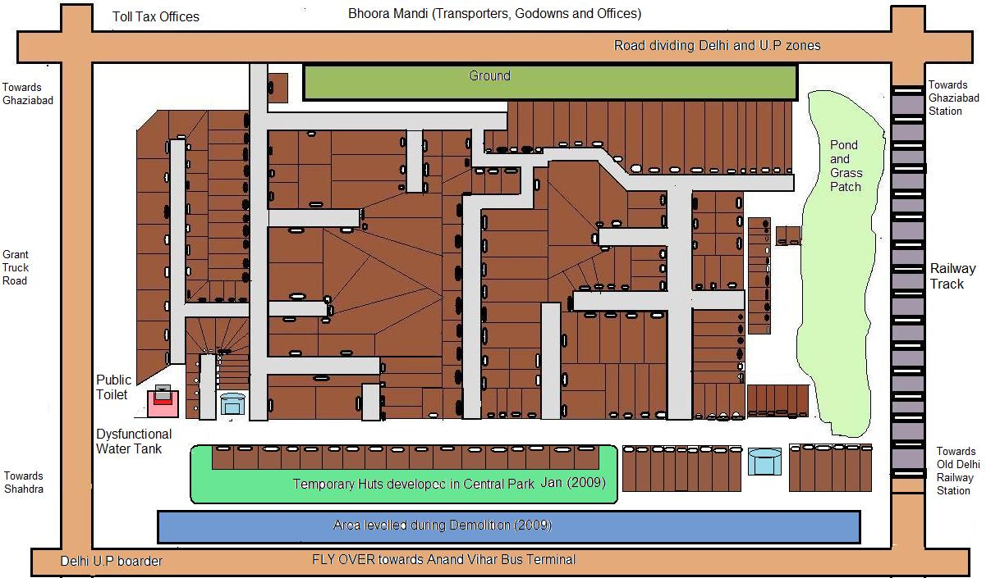 Toll Tax Offices
Bhoora Mandi (Transporters, Godowns and Offices)
Road dividing Delhi and U.P zones
Ground
Towards
Ghaziabad
Towards
Ghaziabad
Station
Pond
and
Grass
Patch
Grant
Truck
Road
Railway
Track
Public
Toilet
Dysfunctional
Water Tank
Towards
Shahdra
Temporary Huts developec in Central Park Jan (2009)
Towards
Old Delhi
Railway
Station
Area levelled during Demolition (2009)
Delhi U.P boarder
FLY OVER towards Anand Vihar Bus Terminal